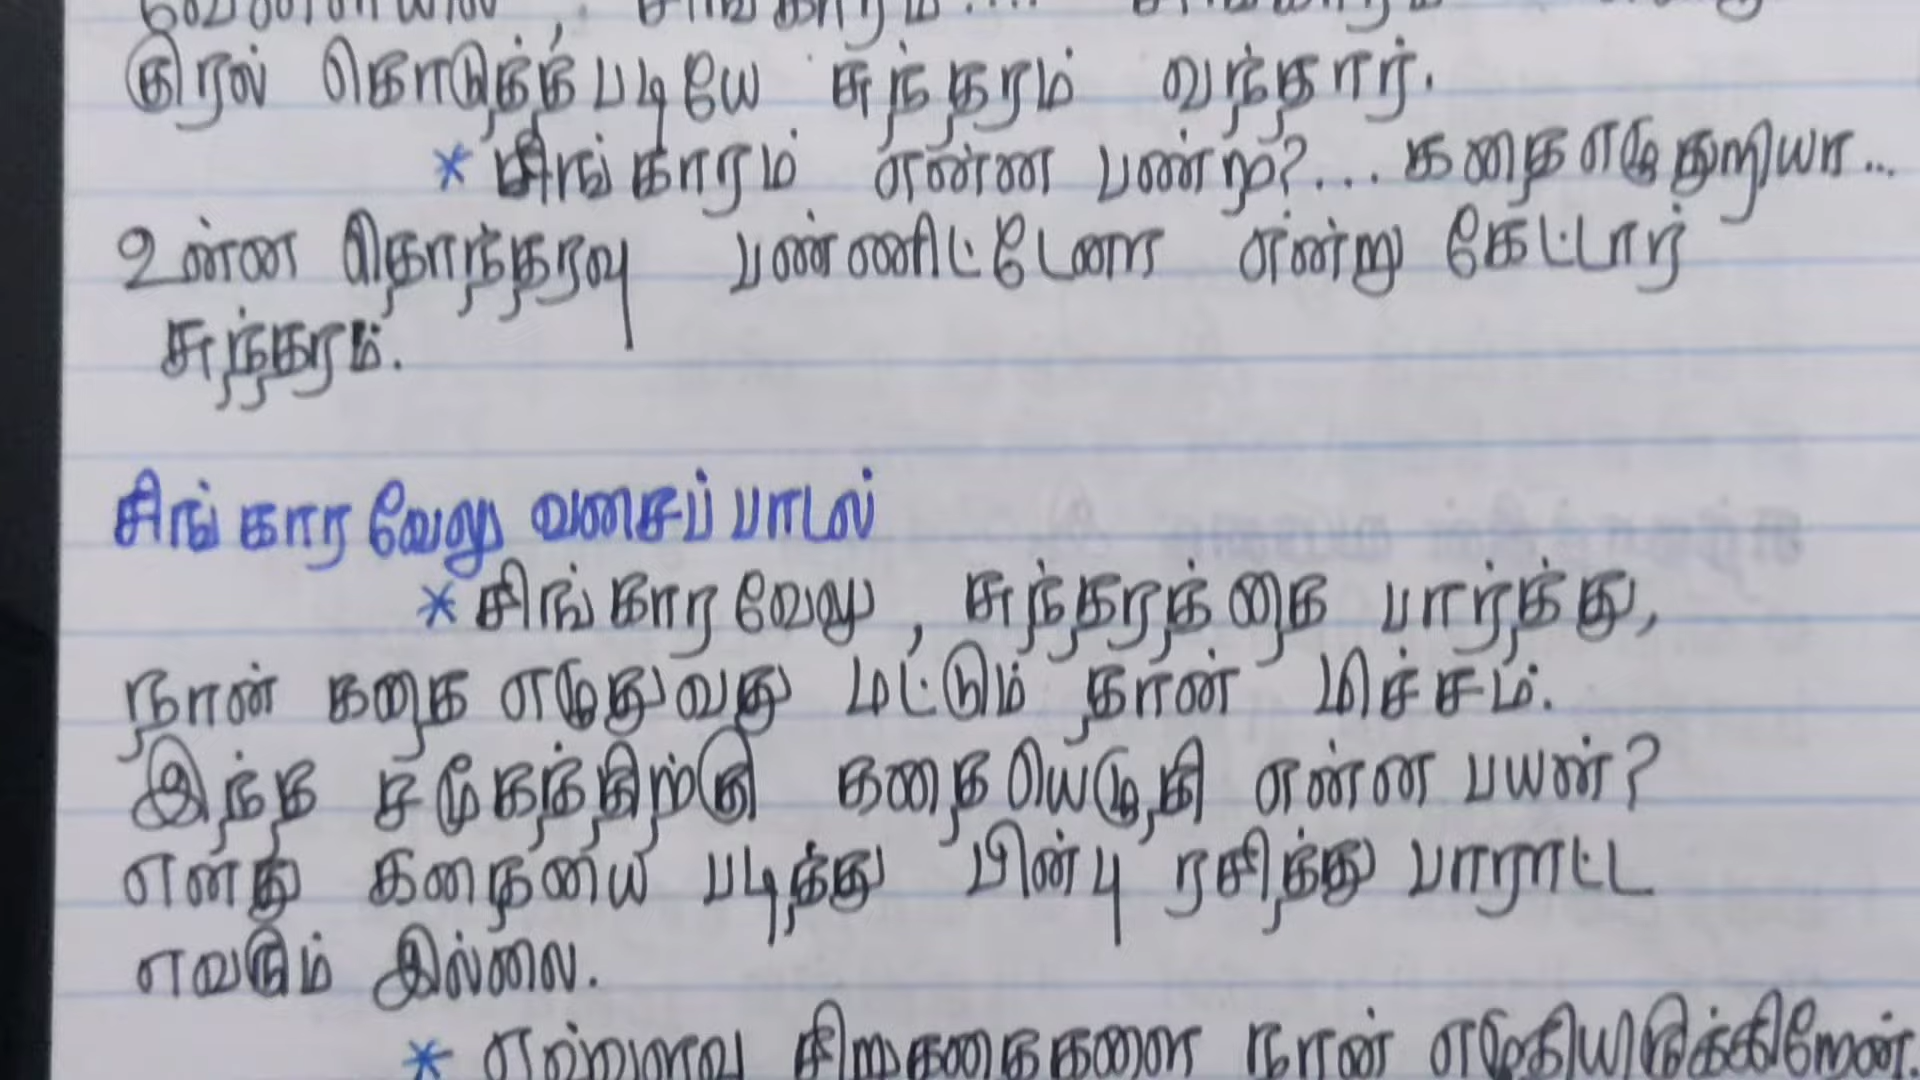 குரல் கொடுத்தபடியே சுந்தரம் வந்தார்.
* சிங்காரம் என்ன பண்ற?... கதை எழுதுறியா...
உன்ன தொந்தரவு பண்ணிட்டேனா என்று கேட்டார்
சுந்தரம்.
சிங்காரவேலு வசைப்பாடல்
* சிங்காரவேலு, சுந்தரத்தை பார்த்து,
நான் கதை எழுதுவது மட்டும் தான் மிச்சம்.
இந்த சமூகத்திற்கு கதையெழுதி என்ன பயன்?
எனது கதையை படித்து பின்பு ரசித்து பாராட்ட
எவரும் இல்லை.
* எவ்வளவு சிறுகதைகளை நான் எழுதியிருக்கிறேன்.